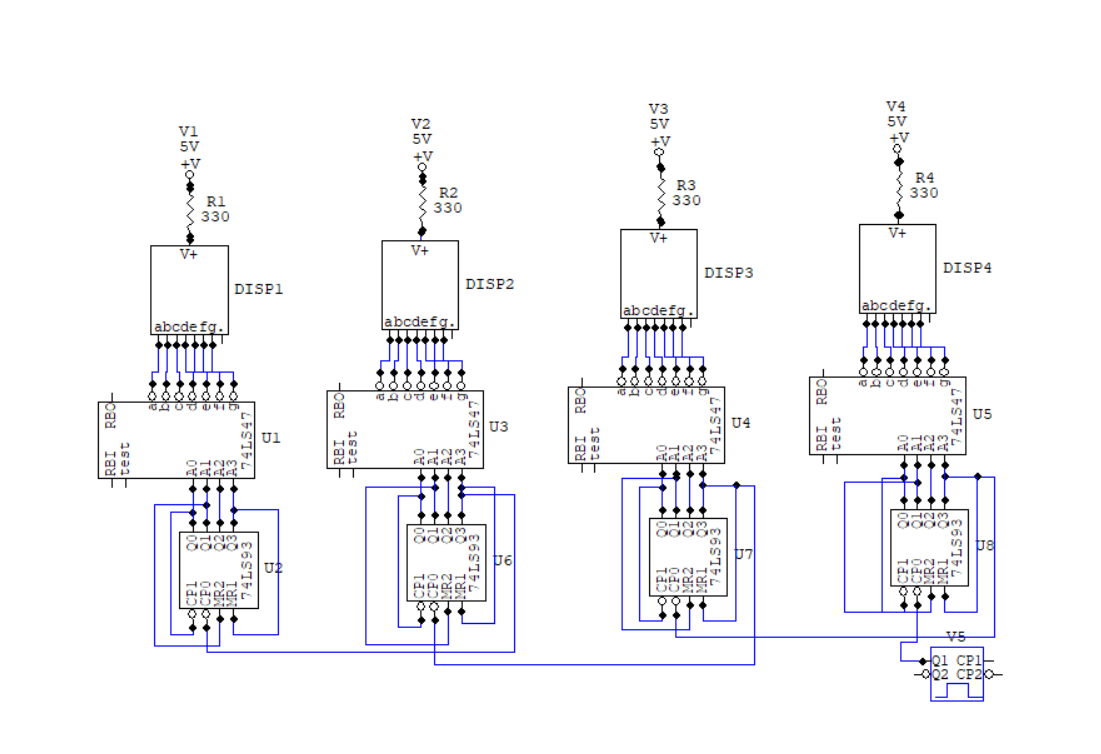 V1
5V
+V
R1
330
V+
DISP1
abcdefg.
a b c d e f g
RBO
RBI
test
74LS47
A0 A1 A2 A3
U1
Q0 Q1 Q2 Q3
74LS93
CP1 CP0 MR2 MR1
U2
V2
5V
+V
R2
330
V+
DISP2
abcdefg.
a b c d e f g
RBO
RBI
test
74LS47
A0 A1 A2 A3
U3
Q0 Q1 Q2 Q3
74LS93
CP1 CP0 MR2 MR1
U6
V3
5V
+V
R3
330
V+
DISP3
abcdefg.
a b c d e f g
RBO
RBI
test
74LS47
A0 A1 A2 A3
U4
Q0 Q1 Q2 Q3
74LS93
CP1 CP0 MR2 MR1
U7
V4
5V
+V
R4
330
V+
DISP4
abcdefg.
a b c d e f g
RBO
RBI
test
74LS47
A0 A1 A2 A3
U5
Q0 Q1 Q2 Q3
74LS93
CP1 CP0 MR2 MR1
U8
V5
Q1 CP1
Q2 CP2